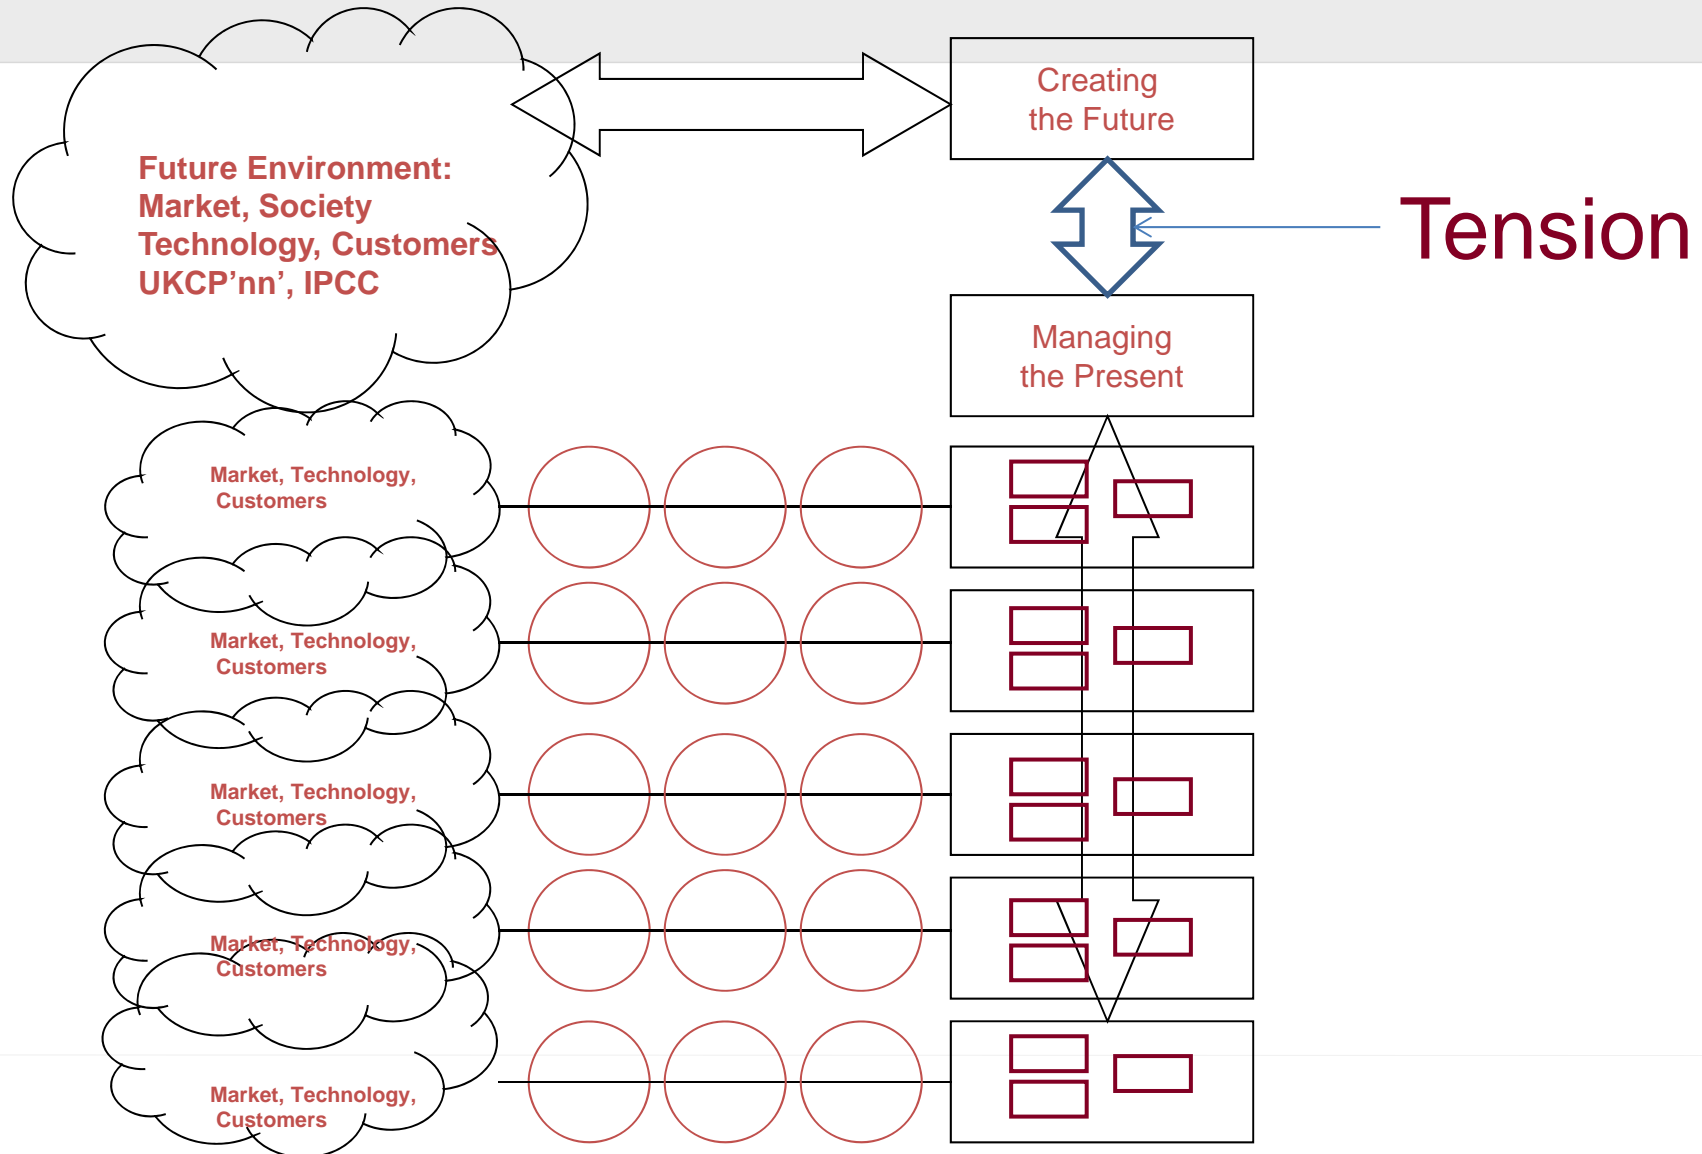 Creating
the Future
Future Environment:
Market, Society
Technology, Customers
UKCP’nn’, IPCC
Tension
Managing
the Present
Market, Technology,
Customers
Market, Technology,
Customers
Market, Technology,
Customers
Market, Technology,
Customers
Market, Technology,
Customers